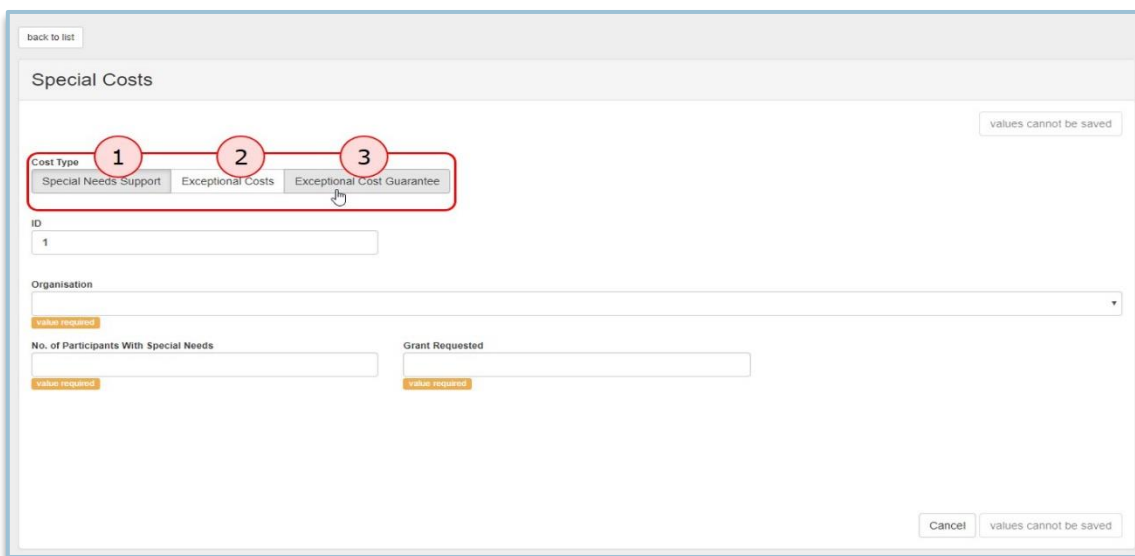 back to list
Special Costs
values cannot be saved
1 2 3
Cost Type
Special Needs Support Exceptional Costs Exceptional Cost Guarantee
ID
1
Organisation
value required
No. of Participants With Special Needs Grant Requested
value required value required
Cancel values cannot be saved